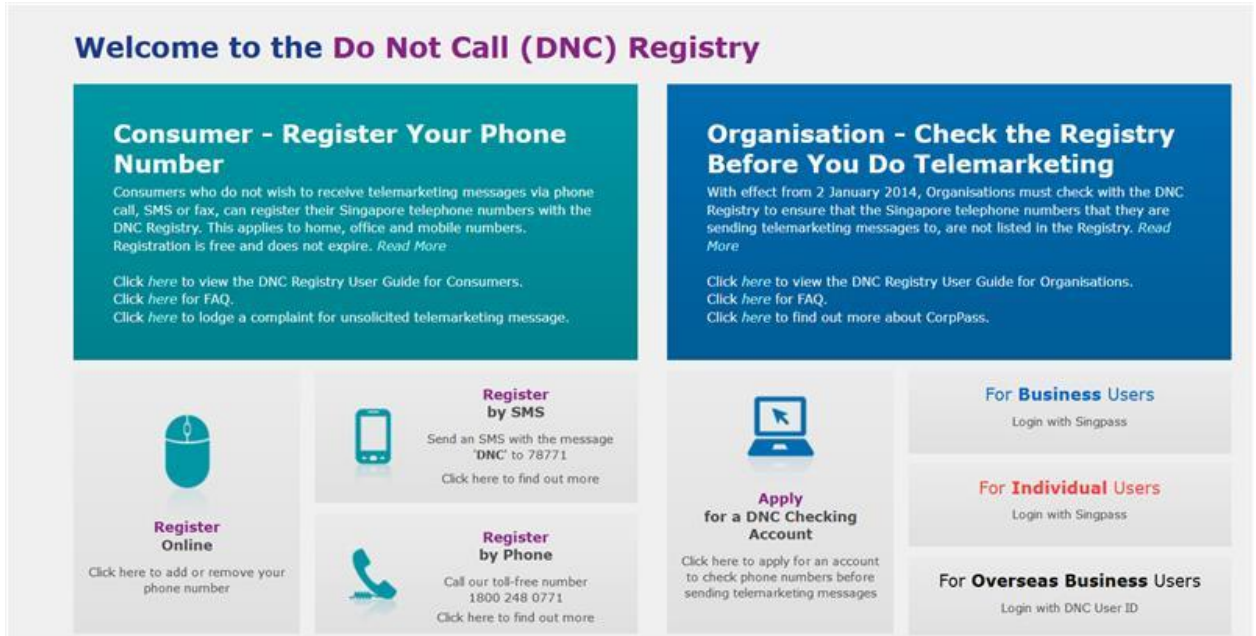 Welcome to the Do Not Call (DNC) Registry
Consumer - Register Your Phone
Number
Consumers who do not wish to receive telemarketing messages via phone
call, SMS or fax, can register their Singapore telephone numbers with the
DNC Registry. This applies to home, office and mobile numbers.
Registration is free and does not expire. Read More
Click here to view the DNC Registry User Guide for Consumers.
Click here for FAQ.
Click here to lodge a complaint for unsolicited telemarketing message.
Organisation - Check the Registry
Before You Do Telemarketing
With effect from 2 January 2014, Organisations must check with the DNC
Registry to ensure that the Singapore telephone numbers that they are
sending telemarketing messages to, are not listed in the Registry. Read
More
Click here to view the DNC Registry User Guide for Organisations.
Click here for FAQ.
Click here to find out more about CorpPass.
Register
Online
Click here to add or remove your
phone number
Register
by SMS
Send an SMS with the message
'DNC' to 78771
Click here to find out more
Register
by Phone
Call our toll-free number
1800 248 0771
Click here to find out more
Apply
for a DNC Checking
Account
Click here to apply for an account
to check phone numbers before
sending telemarketing messages
For Business Users
Login with Singpass
For Individual Users
Login with Singpass
For Overseas Business Users
Login with DNC User ID